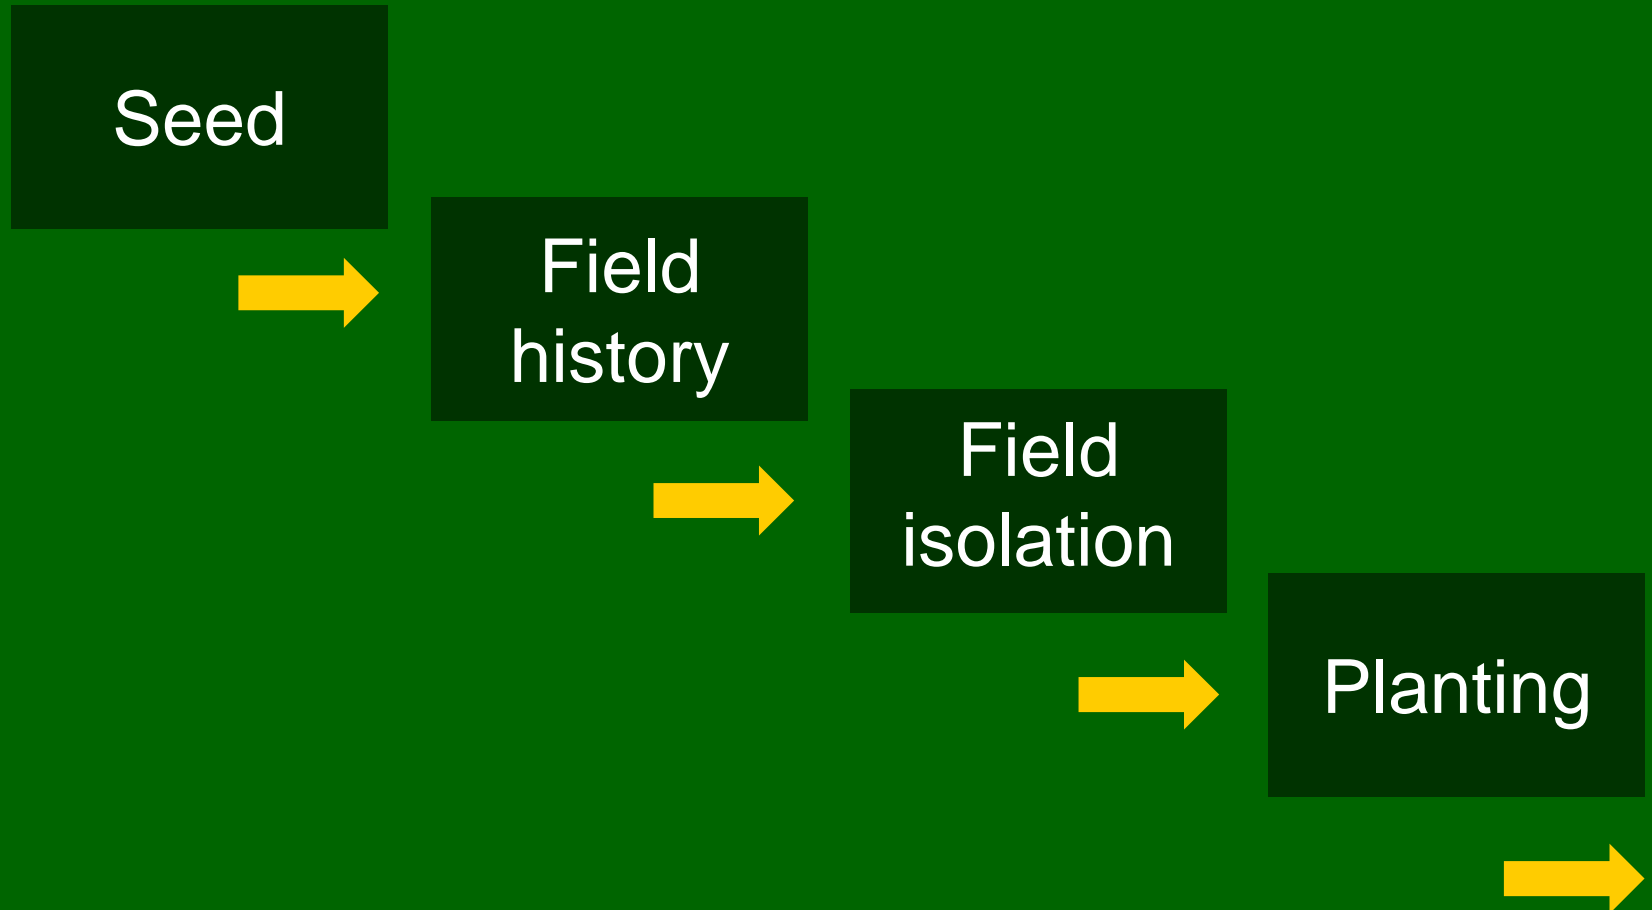 Seed
Field
history
Field
isolation
Planting